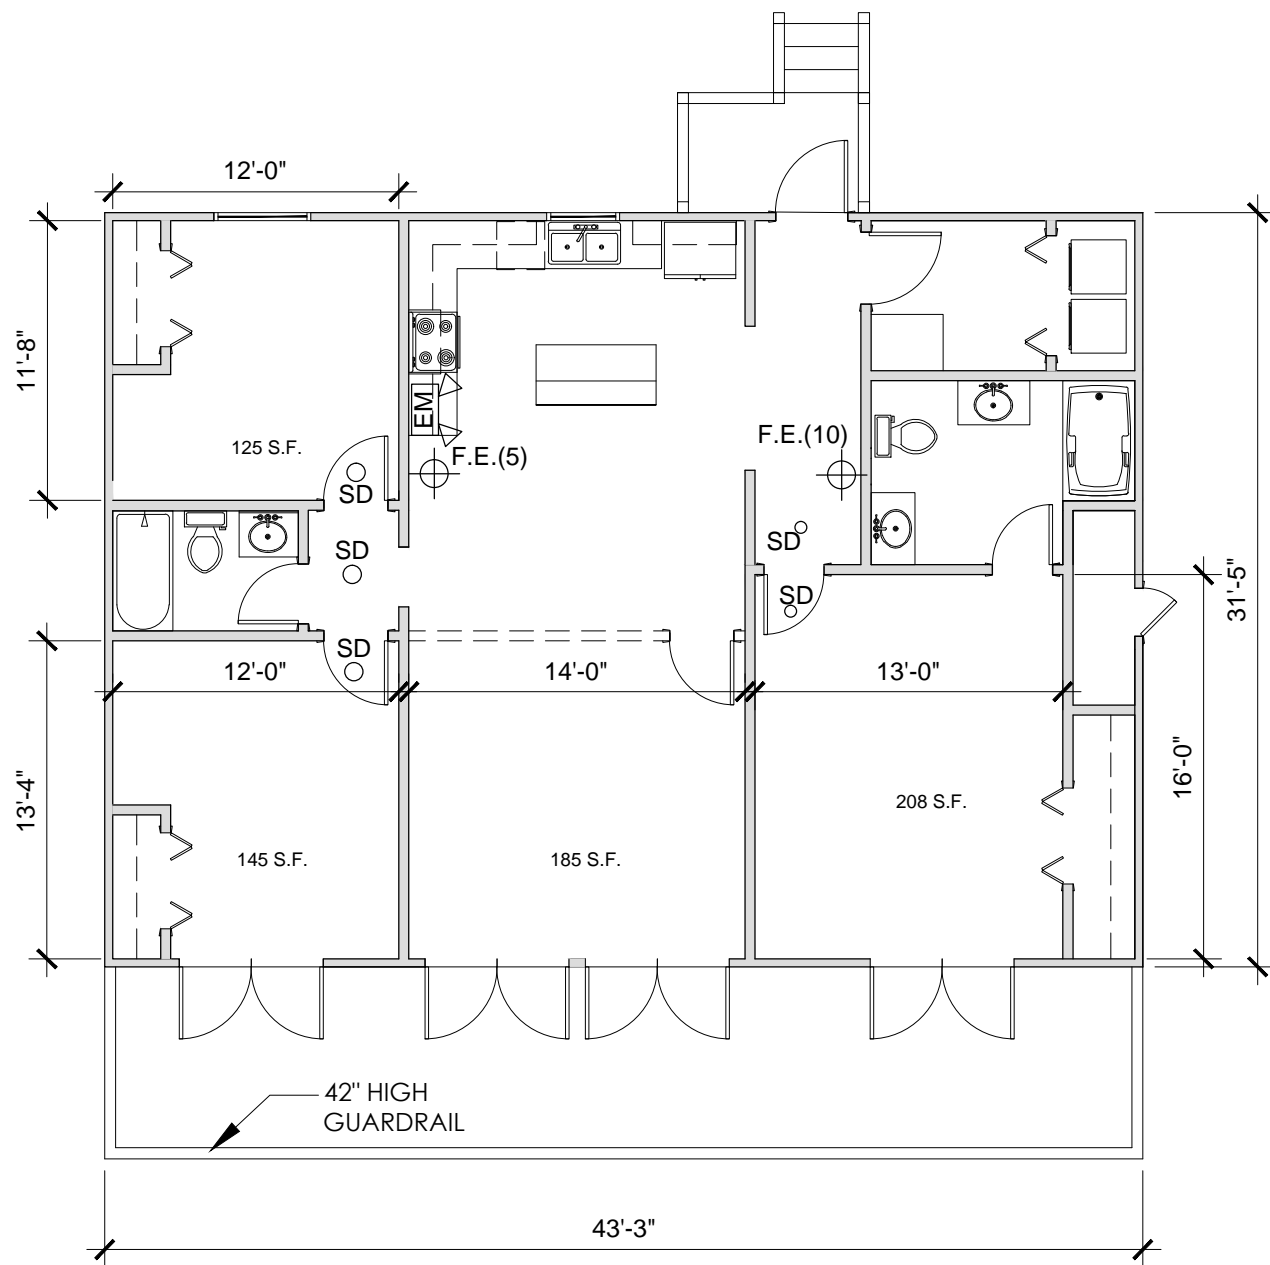 12'-0"
11'-8"
125 S.F.
EM
F.E.(5)
F.E.(10)
SD
SD
SD
SD
SD
31'-5"
12'-0"
14'-0"
13'-0"
13'-4"
16'-0"
208 S.F.
145 S.F.
185 S.F.
42" HIGH
GUARDRAIL
43'-3"